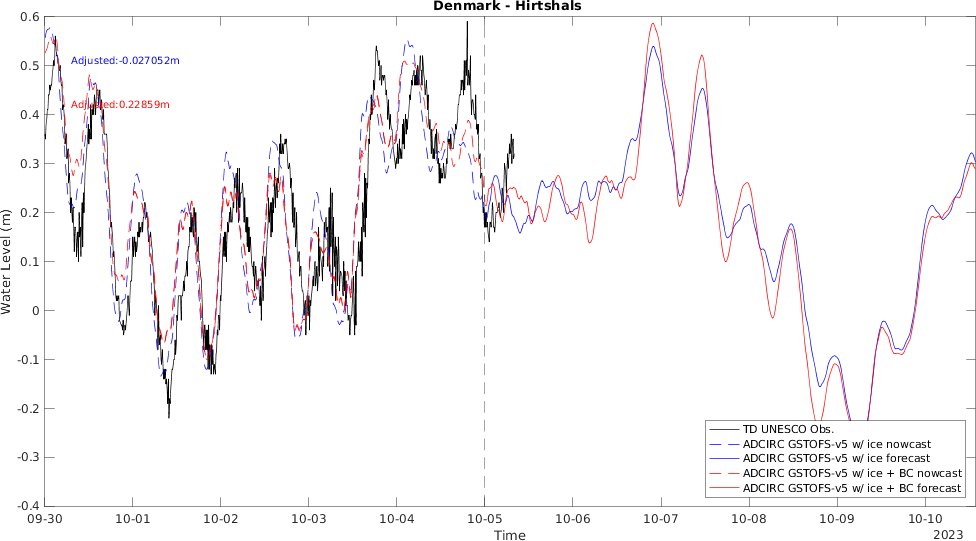 Denmark - Hirtshals
0.6
0.5
0.4
0.3
0.2
0.1
0
-0.1
-0.2
-0.3
-0.4
Water Level (m)
Adjusted:-0.027052m
Adjusted:0.22859m
TD UNESCO Obs.
ADCIRC GSTOFS-v5 w/ ice nowcast
ADCIRC GSTOFS-v5 w/ ice forecast
ADCIRC GSTOFS-v5 w/ ice + BC nowcast
ADCIRC GSTOFS-v5 w/ ice + BC forecast
09-30 10-01 10-02 10-03 10-04 10-05 10-06 10-07 10-08 10-09 10-10
Time
2023